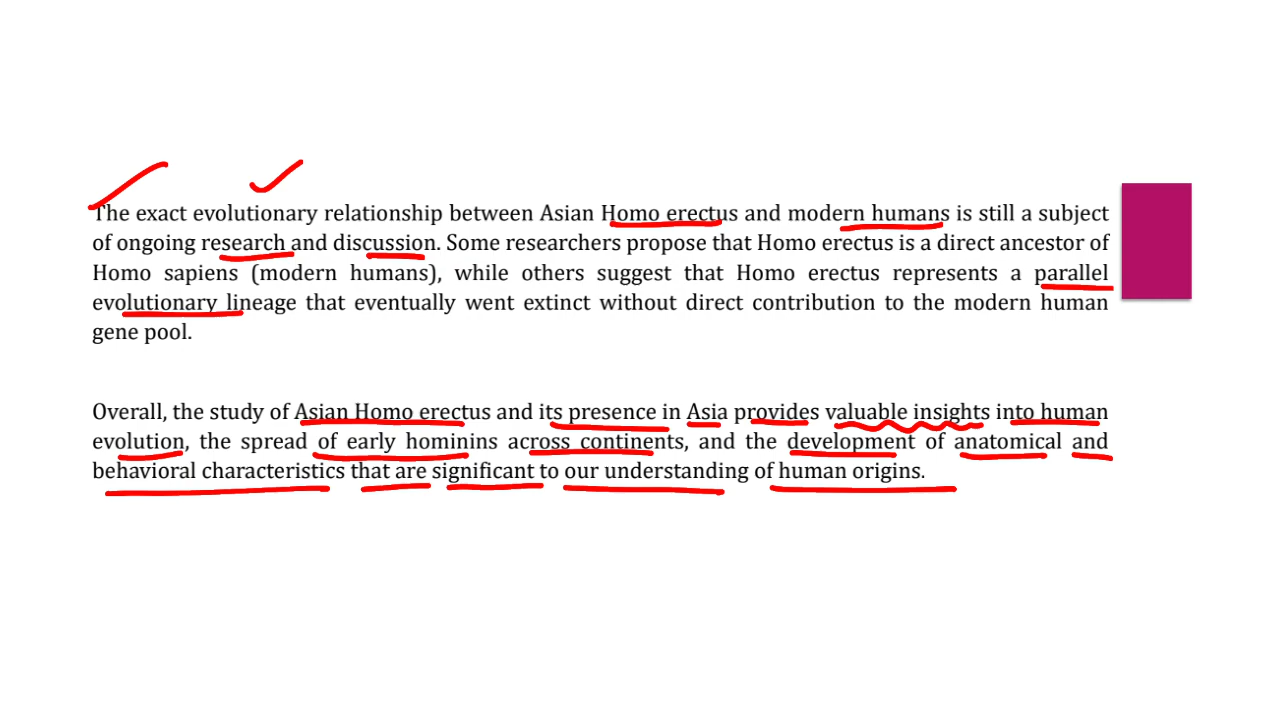 The exact evolutionary relationship between Asian Homo erectus and modern humans is still a subject
of ongoing research and discussion. Some researchers propose that Homo erectus is a direct ancestor of
Homo sapiens (modern humans), while others suggest that Homo erectus represents a parallel
evolutionary lineage that eventually went extinct without direct contribution to the modern human
gene pool.
Overall, the study of Asian Homo erectus and its presence in Asia provides valuable insights into human
evolution, the spread of early hominins across continents, and the development of anatomical and
behavioral characteristics that are significant to our understanding of human origins.